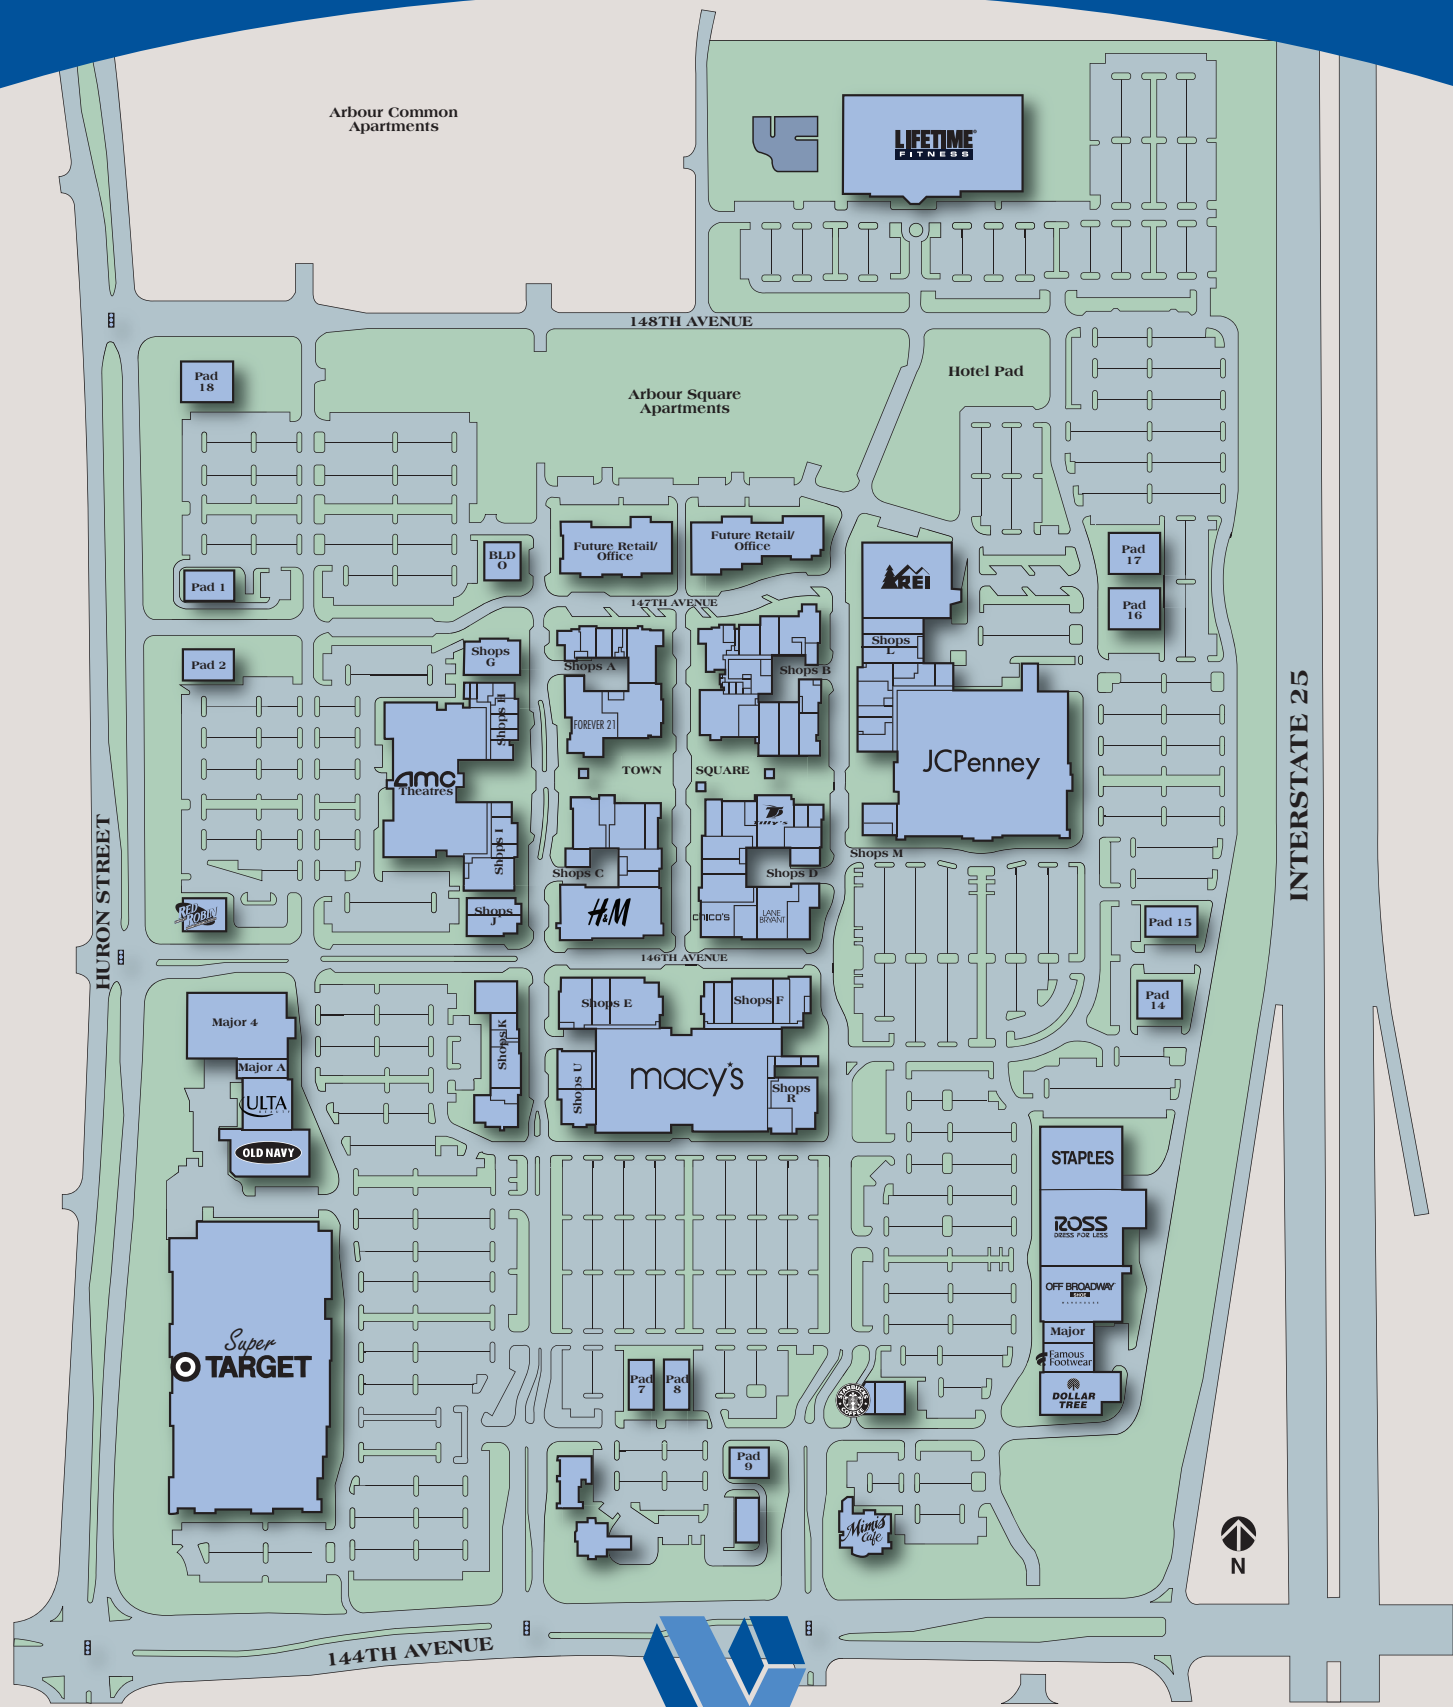 Arbour Common
Apartments
LIFETIME
FITNESS
148TH AVENUE
Pad
18
Hotel Pad
Arbour Square
Apartments
Future Retail/
Office
Future Retail/
Office
BLD
O
REI
Pad
17
Pad 1
147TH AVENUE
Pad
16
Shops
L
Shops
G
Pad 2
Shops A
Shops B
Shops H
FOREVER 21
INTERSTATE 25
TOWN SQUARE
JCPenney
amc
Theatres
Tilly's
Shops I
Shops M
Shops C
Shops D
HURON STREET
RED
ROBIN
Shops
J
H&M
CHICO'S
LANE
BRYANT
Pad 15
146TH AVENUE
Major 4
Shops E
Shops F
Pad
14
Shops K
Major A
ULTA
Shops U
macy's
Shops
R
OLD NAVY
STAPLES
ROSS
DRESS FOR LESS
OFF BROADWAY
SHOE
WAREHOUSE
Major
Super
TARGET
Famous
Footwear
Pad
7
Pad
8
STARBUCKS
COFFEE
DOLLAR
TREE
Pad
9
Mimi's
Cafe
N
144TH AVENUE